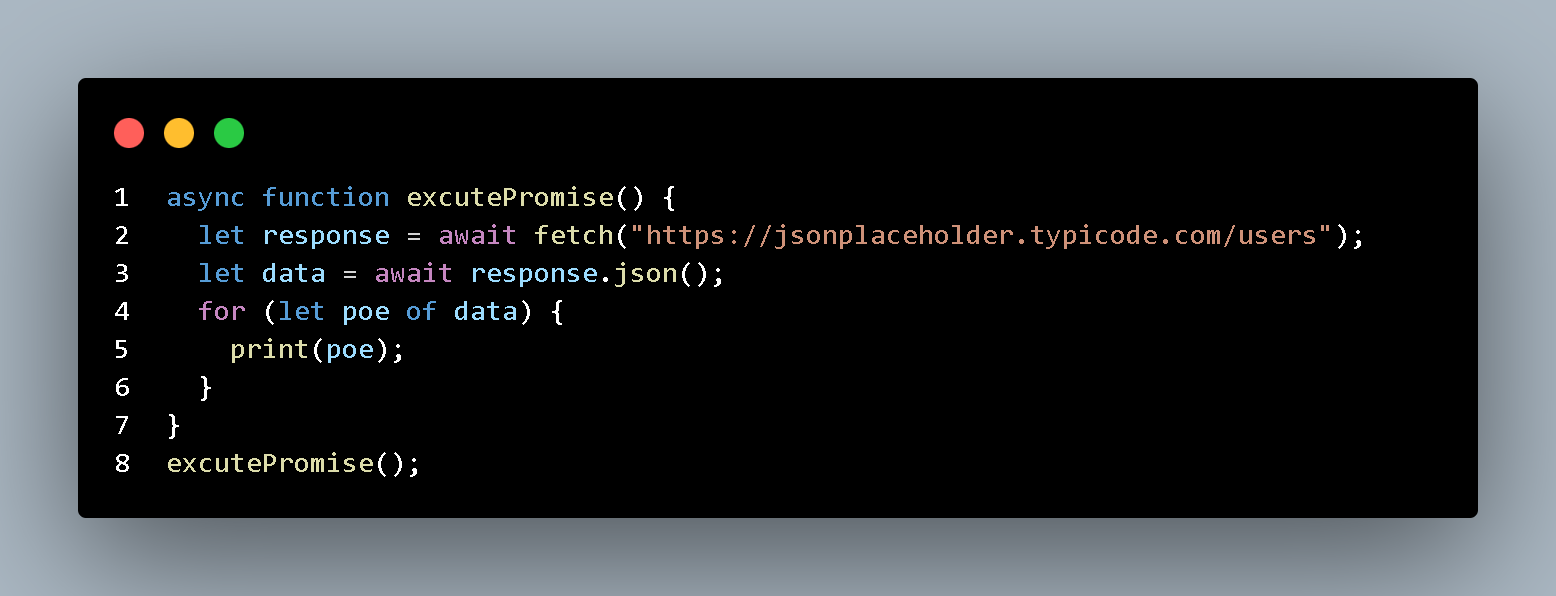 1 async function excutePromise() {
2   let response = await fetch("https://jsonplaceholder.typicode.com/users");
3   let data = await response.json();
4   for (let poe of data) {
5     print(poe);
6   }
7 }
8 excutePromise();